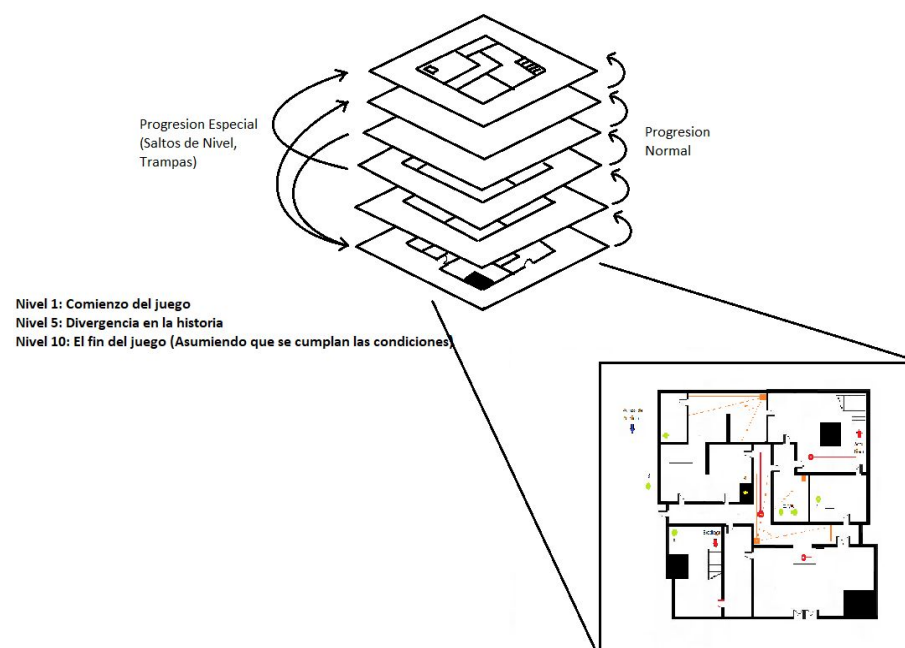 Progresion Especial
(Saltos de Nivel,
Trampas)
Progresion
Normal
Nivel 1: Comienzo del juego
Nivel 5: Divergencia en la historia
Nivel 10: El fin del juego (Asumiendo que se cumplan las condiciones)